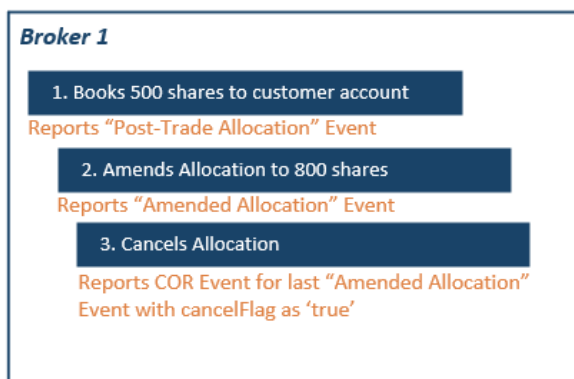 Broker 1
1. Books 500 shares to customer account
Reports “Post-Trade Allocation” Event
2. Amends Allocation to 800 shares
Reports “Amended Allocation” Event
3. Cancels Allocation
Reports COR Event for last “Amended Allocation”
Event with cancelFlag as ‘true’